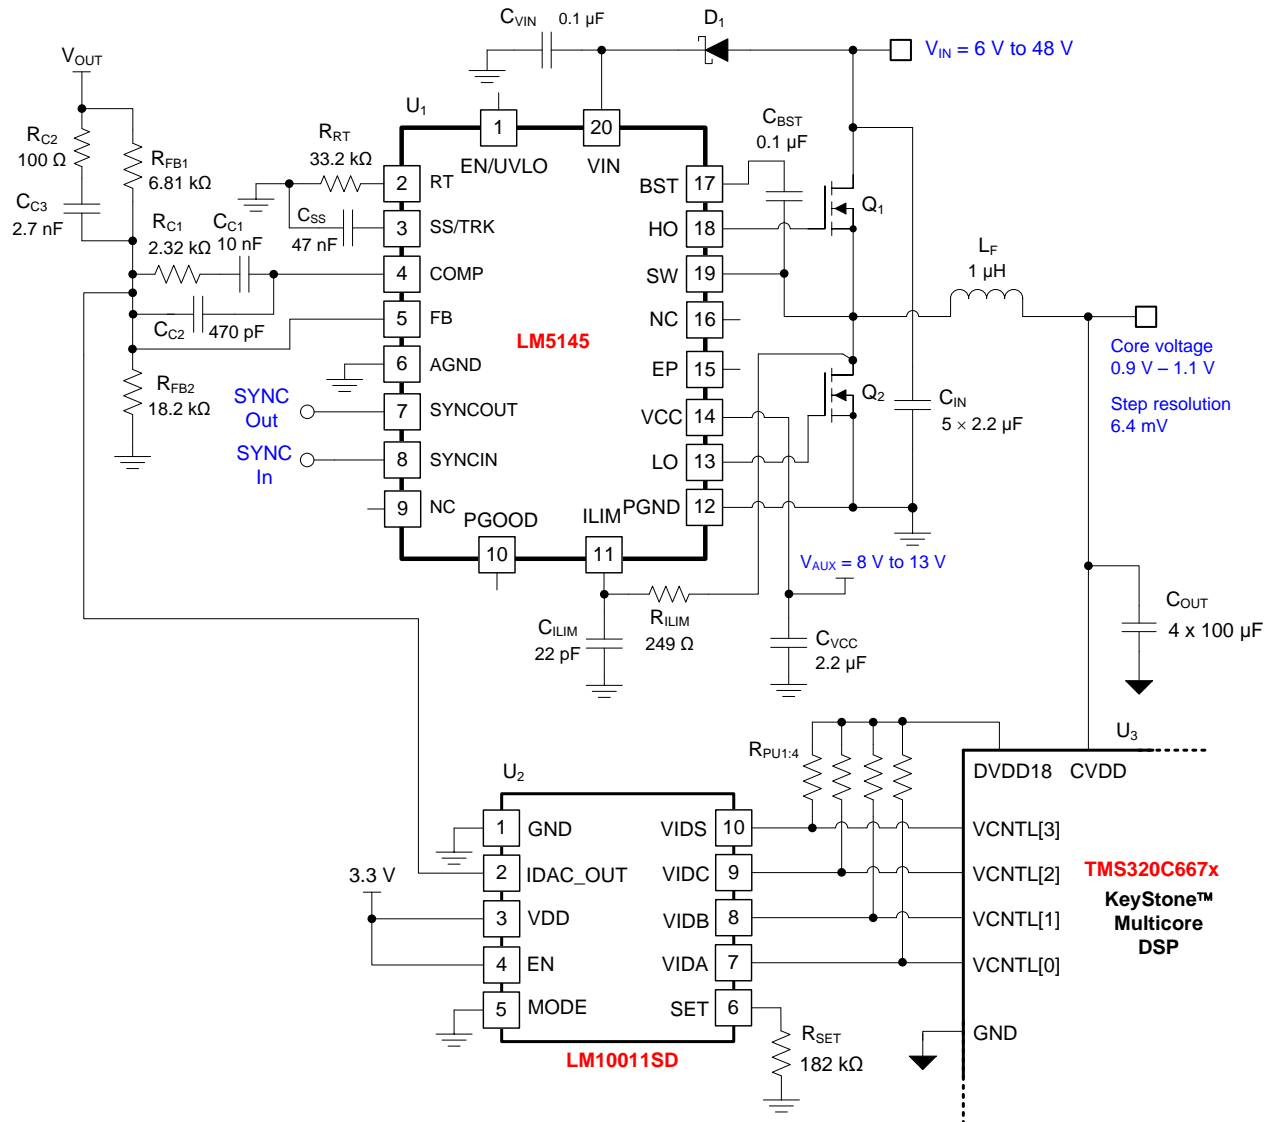 CVIN
0.1 µF
D1
VIN = 6 V to 48 V
VOUT
RC2
100 Ω
RFB1
6.81 kΩ
CC3
2.7 nF
RC1
2.32 kΩ
CC1
10 nF
CC2
470 pF
RFB2
18.2 kΩ
RRT
33.2 kΩ
CSS
47 nF
U1
1
EN/UVLO
20
VIN
2
RT
3
SS/TRK
4
COMP
5
FB
6
AGND
7
SYNCOUT
8
SYNCIN
9
NC
SYNC
Out
SYNC
In
LM5145
PGOOD
10
ILIM
11
BST
17
HO
18
SW
19
NC
16
EP
15
VCC
14
LO
13
PGND
12
CBST
0.1 µF
Q1
Q2
LF
1 µH
CIN
5 × 2.2 µF
Core voltage
0.9 V – 1.1 V
Step resolution
6.4 mV
VAUX = 8 V to 13 V
CILIM
22 pF
RILIM
249 Ω
CVCC
2.2 µF
COUT
4 x 100 µF
U2
1
GND
2
IDAC_OUT
3
VDD
4
EN
5
MODE
3.3 V
VIDS
10
VIDC
9
VIDB
8
VIDA
7
SET
6
LM10011SD
RSET
182 kΩ
RPU1:4
U3
DVDD18
CVDD
VCNTL[3]
VCNTL[2]
VCNTL[1]
VCNTL[0]
GND
TMS320C667x
KeyStone™
Multicore
DSP